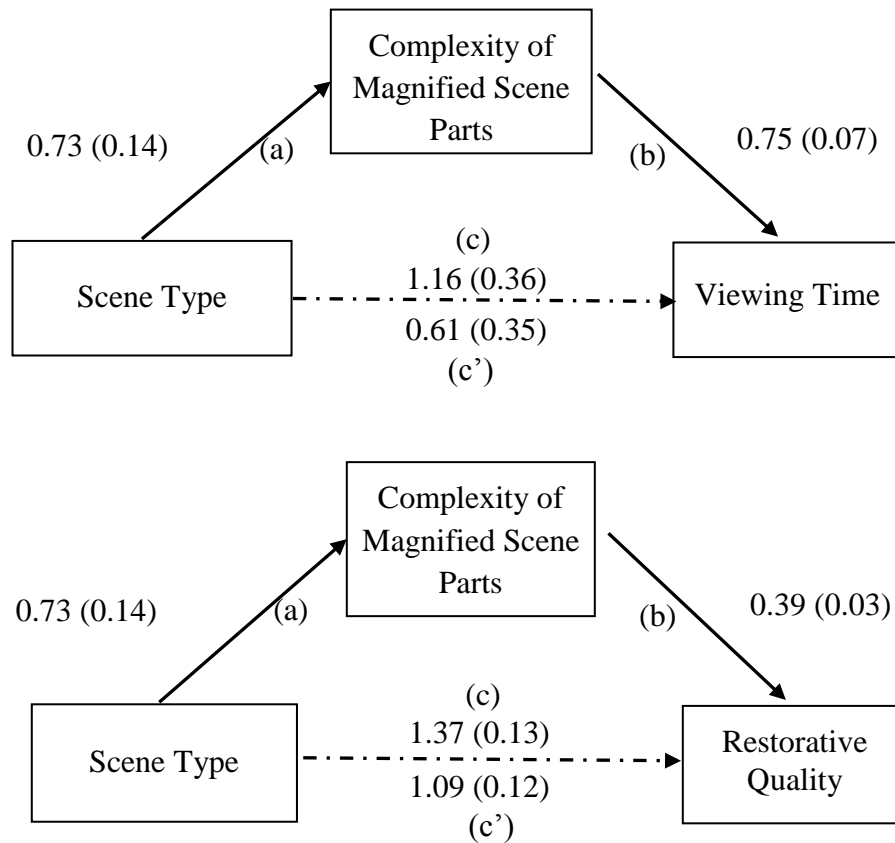 Complexity of
Magnified Scene
Parts
0.73 (0.14)
(a)
(b)
0.75 (0.07)
Scene Type
(c)
1.16 (0.36)
0.61 (0.35)
(c’)
Viewing Time
Complexity of
Magnified Scene
Parts
0.73 (0.14)
(a)
(b)
0.39 (0.03)
Scene Type
(c)
1.37 (0.13)
1.09 (0.12)
(c’)
Restorative
Quality